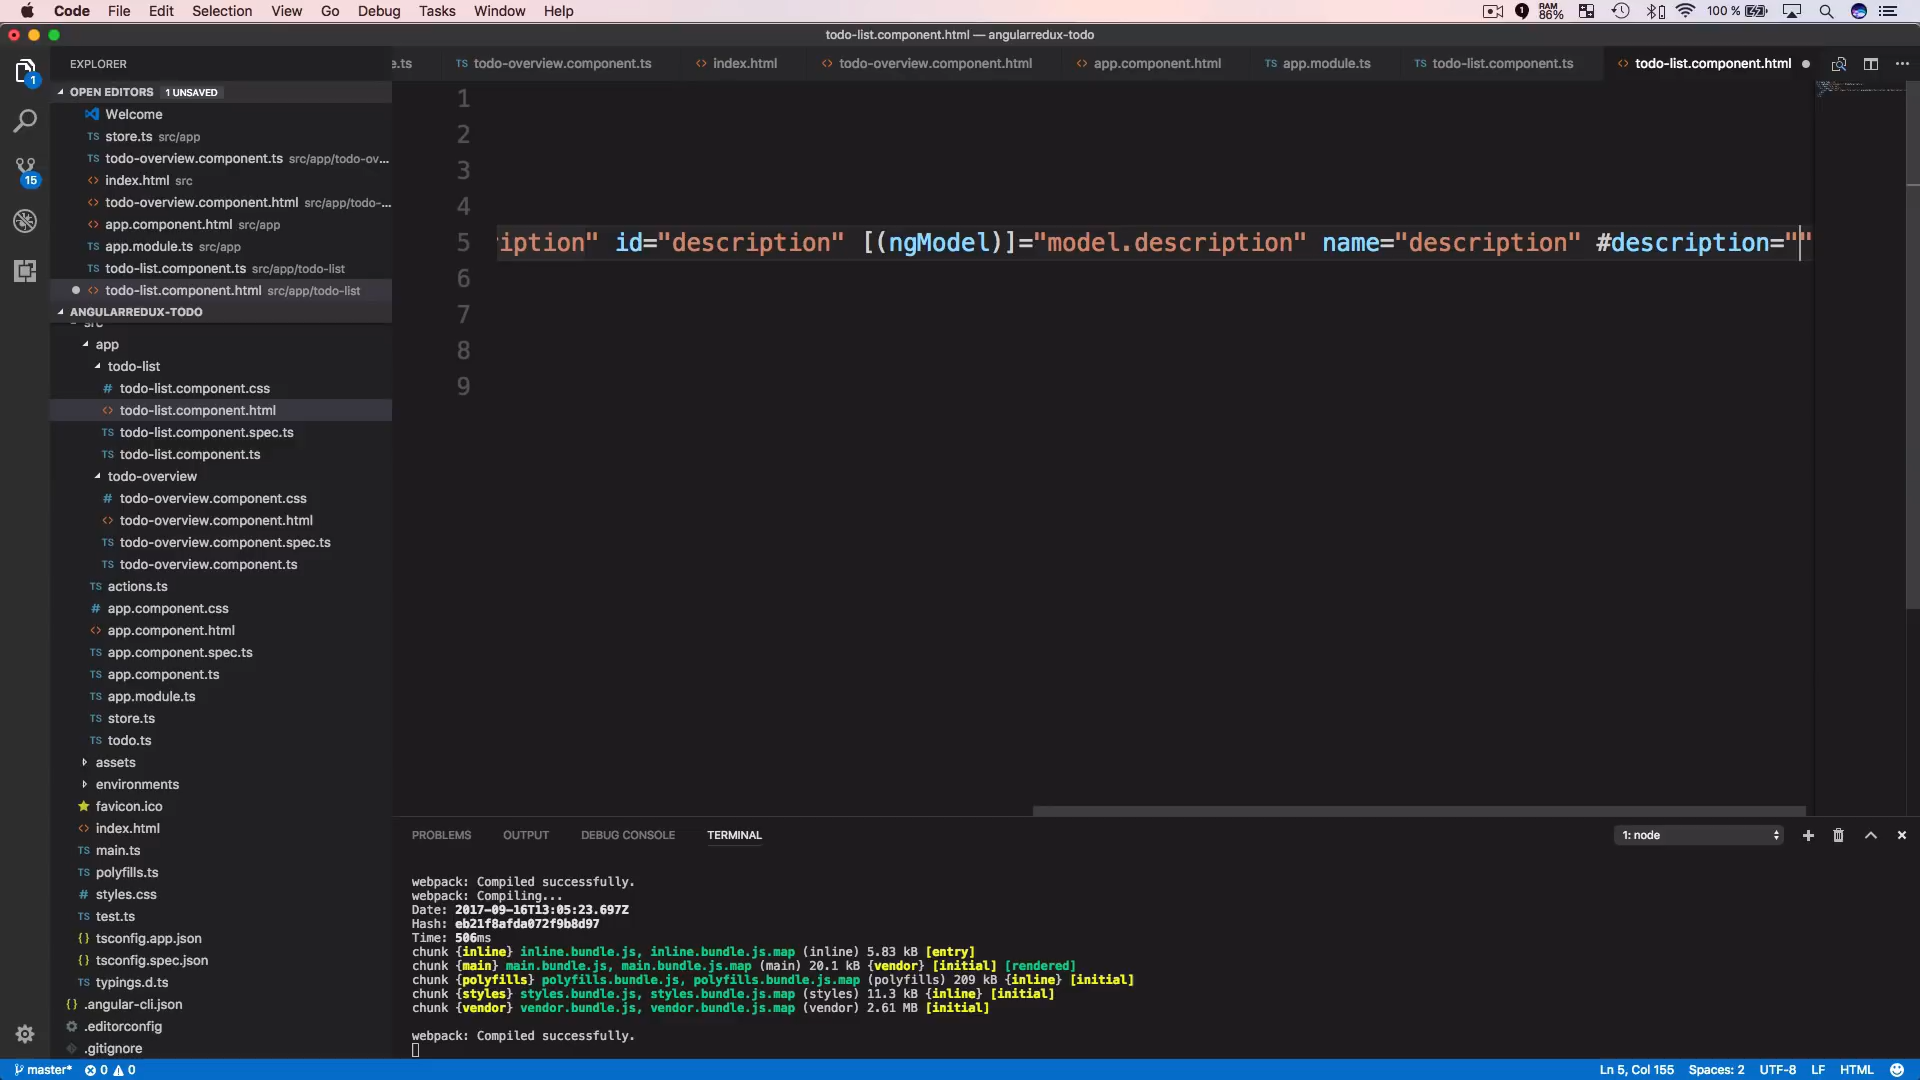 Code File Edit Selection View Go Debug Tasks Window Help
1 RAM 86% 100 %
todo-list.component.html — angularredux-todo
EXPLORER
e.ts todo-overview.component.ts index.html todo-overview.component.html app.component.html app.module.ts todo-list.component.ts todo-list.component.html
OPEN EDITORS 1 UNSAVED
Welcome
store.ts src/app
todo-overview.component.ts src/app/todo-ov...
index.html src
todo-overview.component.html src/app/todo-...
app.component.html src/app
app.module.ts src/app
todo-list.component.ts src/app/todo-list
todo-list.component.html src/app/todo-list
ANGULARREDUX-TODO
src
app
todo-list
todo-list.component.css
todo-list.component.html
todo-list.component.spec.ts
todo-list.component.ts
todo-overview
todo-overview.component.css
todo-overview.component.html
todo-overview.component.spec.ts
todo-overview.component.ts
actions.ts
app.component.css
app.component.html
app.component.spec.ts
app.component.ts
app.module.ts
store.ts
todo.ts
assets
environments
favicon.ico
index.html
main.ts
polyfills.ts
styles.css
test.ts
tsconfig.app.json
tsconfig.spec.json
typings.d.ts
.angular-cli.json
.editorconfig
.gitignore
1
15
1
2
3
4
5 ription" id="description" [(ngModel)]="model.description" name="description" #description=""
6
7
8
9
PROBLEMS OUTPUT DEBUG CONSOLE TERMINAL 1: node
webpack: Compiled successfully.
webpack: Compiling...
Date: 2017-09-16T13:05:23.697Z
Hash: eb21f8afda072f9b8d97
Time: 506ms
chunk {inline} inline.bundle.js, inline.bundle.js.map (inline) 5.83 kB [entry]
chunk {main} main.bundle.js, main.bundle.js.map (main) 20.1 kB {vendor} [initial] [rendered]
chunk {polyfills} polyfills.bundle.js, polyfills.bundle.js.map (polyfills) 209 kB {inline} [initial]
chunk {styles} styles.bundle.js, styles.bundle.js.map (styles) 11.3 kB {inline} [initial]
chunk {vendor} vendor.bundle.js, vendor.bundle.js.map (vendor) 2.61 MB [initial]
webpack: Compiled successfully.
master* 0 0 Ln 5, Col 155 Spaces: 2 UTF-8 LF HTML